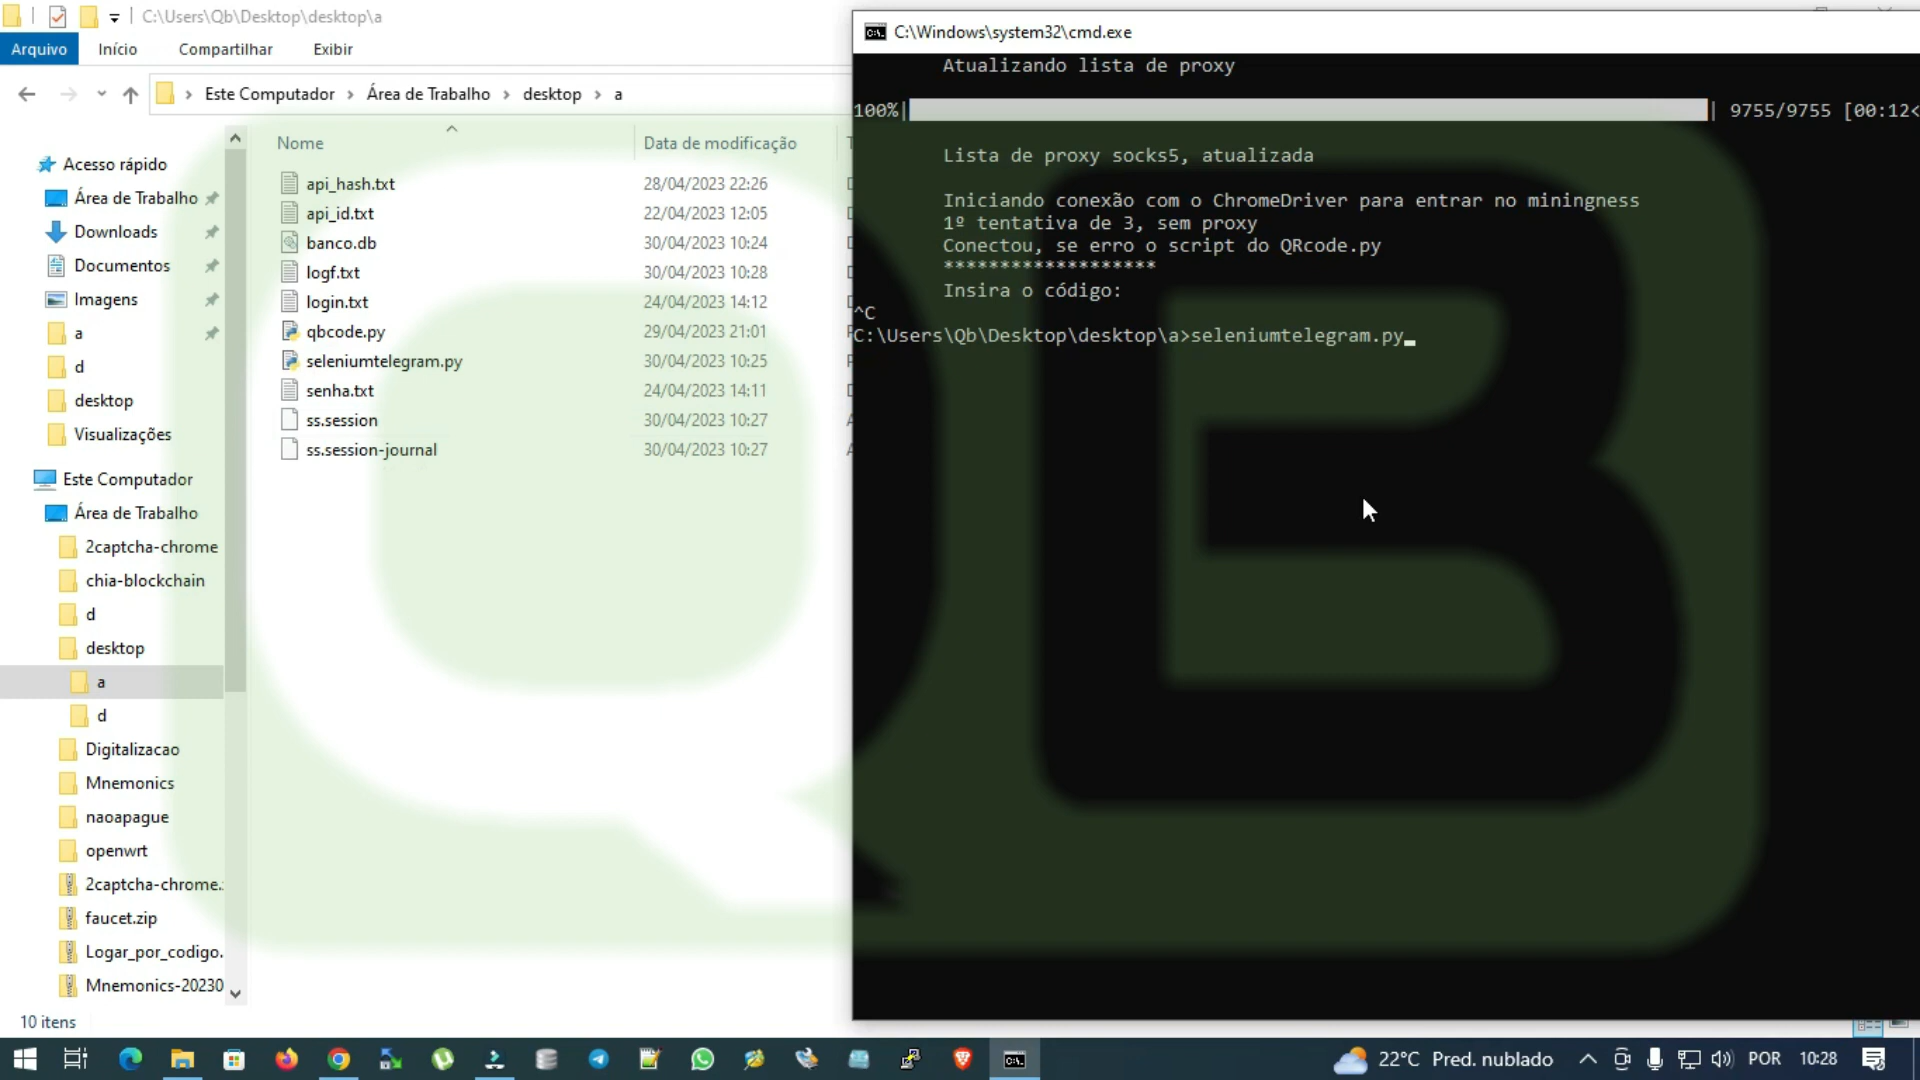 C:\Users\Qb\Desktop\desktop\a
Arquivo Início Compartilhar Exibir
Este Computador Área de Trabalho desktop a
Nome Data de modificação
api_hash.txt 28/04/2023 22:26
api_id.txt 22/04/2023 12:05
banco.db 30/04/2023 10:24
logf.txt 30/04/2023 10:28
login.txt 24/04/2023 14:12
qbcode.py 29/04/2023 21:01
seleniumtelegram.py 30/04/2023 10:25
senha.txt 24/04/2023 14:11
ss.session 30/04/2023 10:27
ss.session-journal 30/04/2023 10:27
Acesso rápido
Área de Trabalho
Downloads
Documentos
Imagens
a
d
desktop
Visualizações
Este Computador
Área de Trabalho
2captcha-chrome
chia-blockchain
d
desktop
a
d
Digitalizacao
Mnemonics
naoapague
openwrt
2captcha-chrome.
faucet.zip
Logar_por_codigo.
Mnemonics-20230
10 itens
C:\Windows\system32\cmd.exe
Atualizando lista de proxy
100%| | 9755/9755 [00:12<
Lista de proxy socks5, atualizada
Iniciando conexão com o ChromeDriver para entrar no miningness
1º tentativa de 3, sem proxy
Conectou, se erro o script do QRcode.py
*******************
Insira o código:
^C
C:\Users\Qb\Desktop\desktop\a>seleniumtelegram.py
22°C Pred. nublado POR 10:28